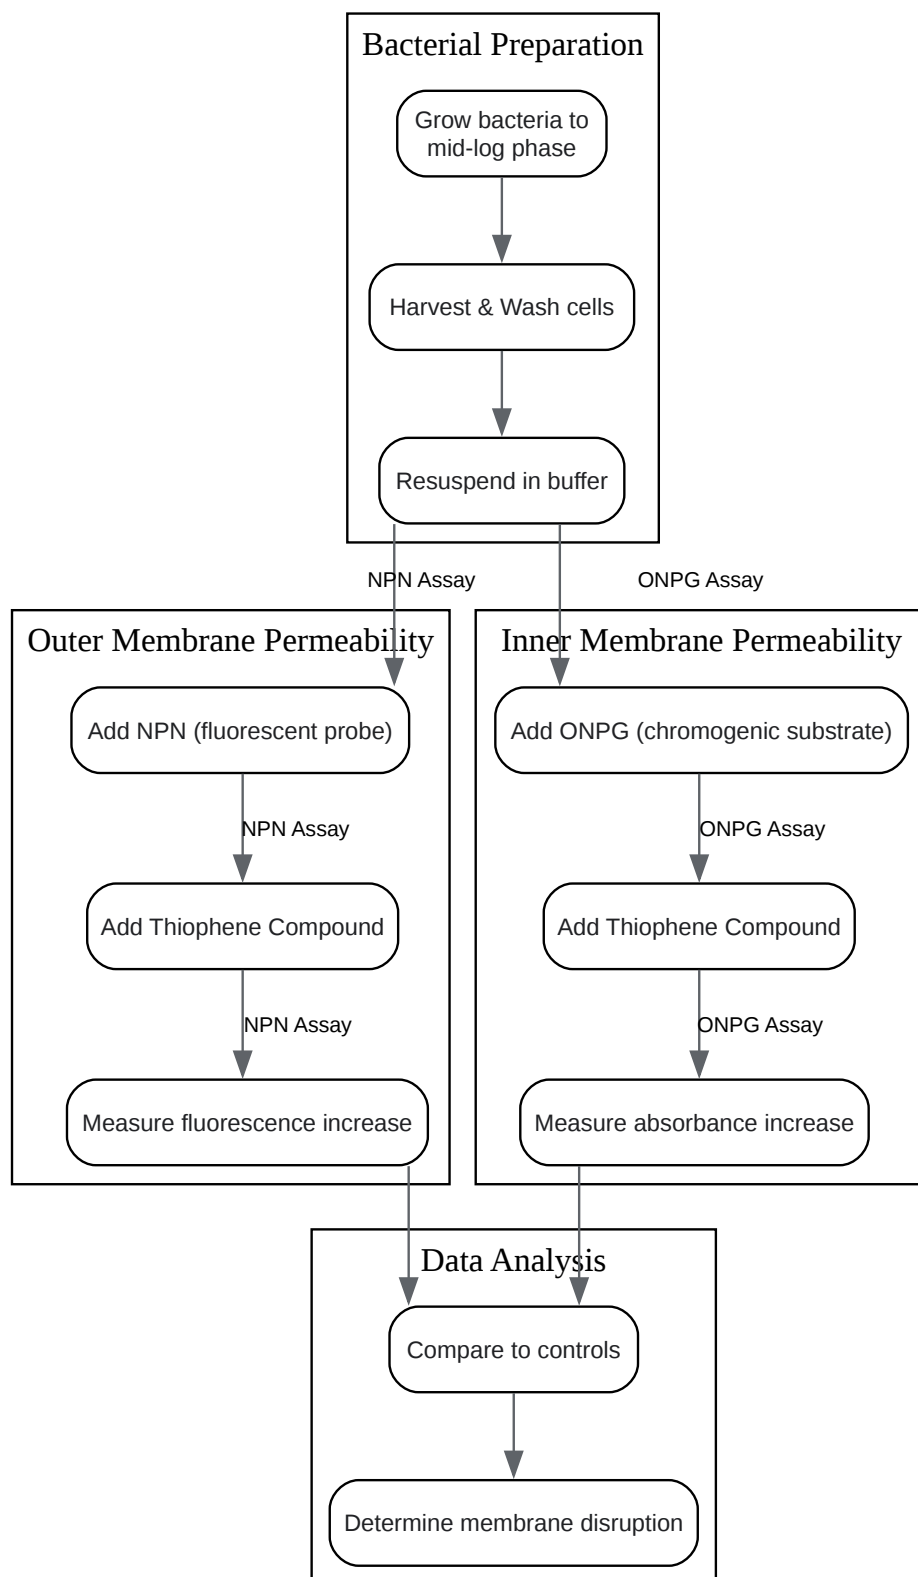 Bacterial Preparation
Grow bacteria to
mid-log phase
Harvest & Wash cells
Resuspend in buffer
NPN Assay
ONPG Assay
Outer Membrane Permeability
Inner Membrane Permeability
Add NPN (fluorescent probe)
Add ONPG (chromogenic substrate)
NPN Assay
ONPG Assay
Add Thiophene Compound
Add Thiophene Compound
NPN Assay
ONPG Assay
Measure fluorescence increase
Measure absorbance increase
Data Analysis
Compare to controls
Determine membrane disruption